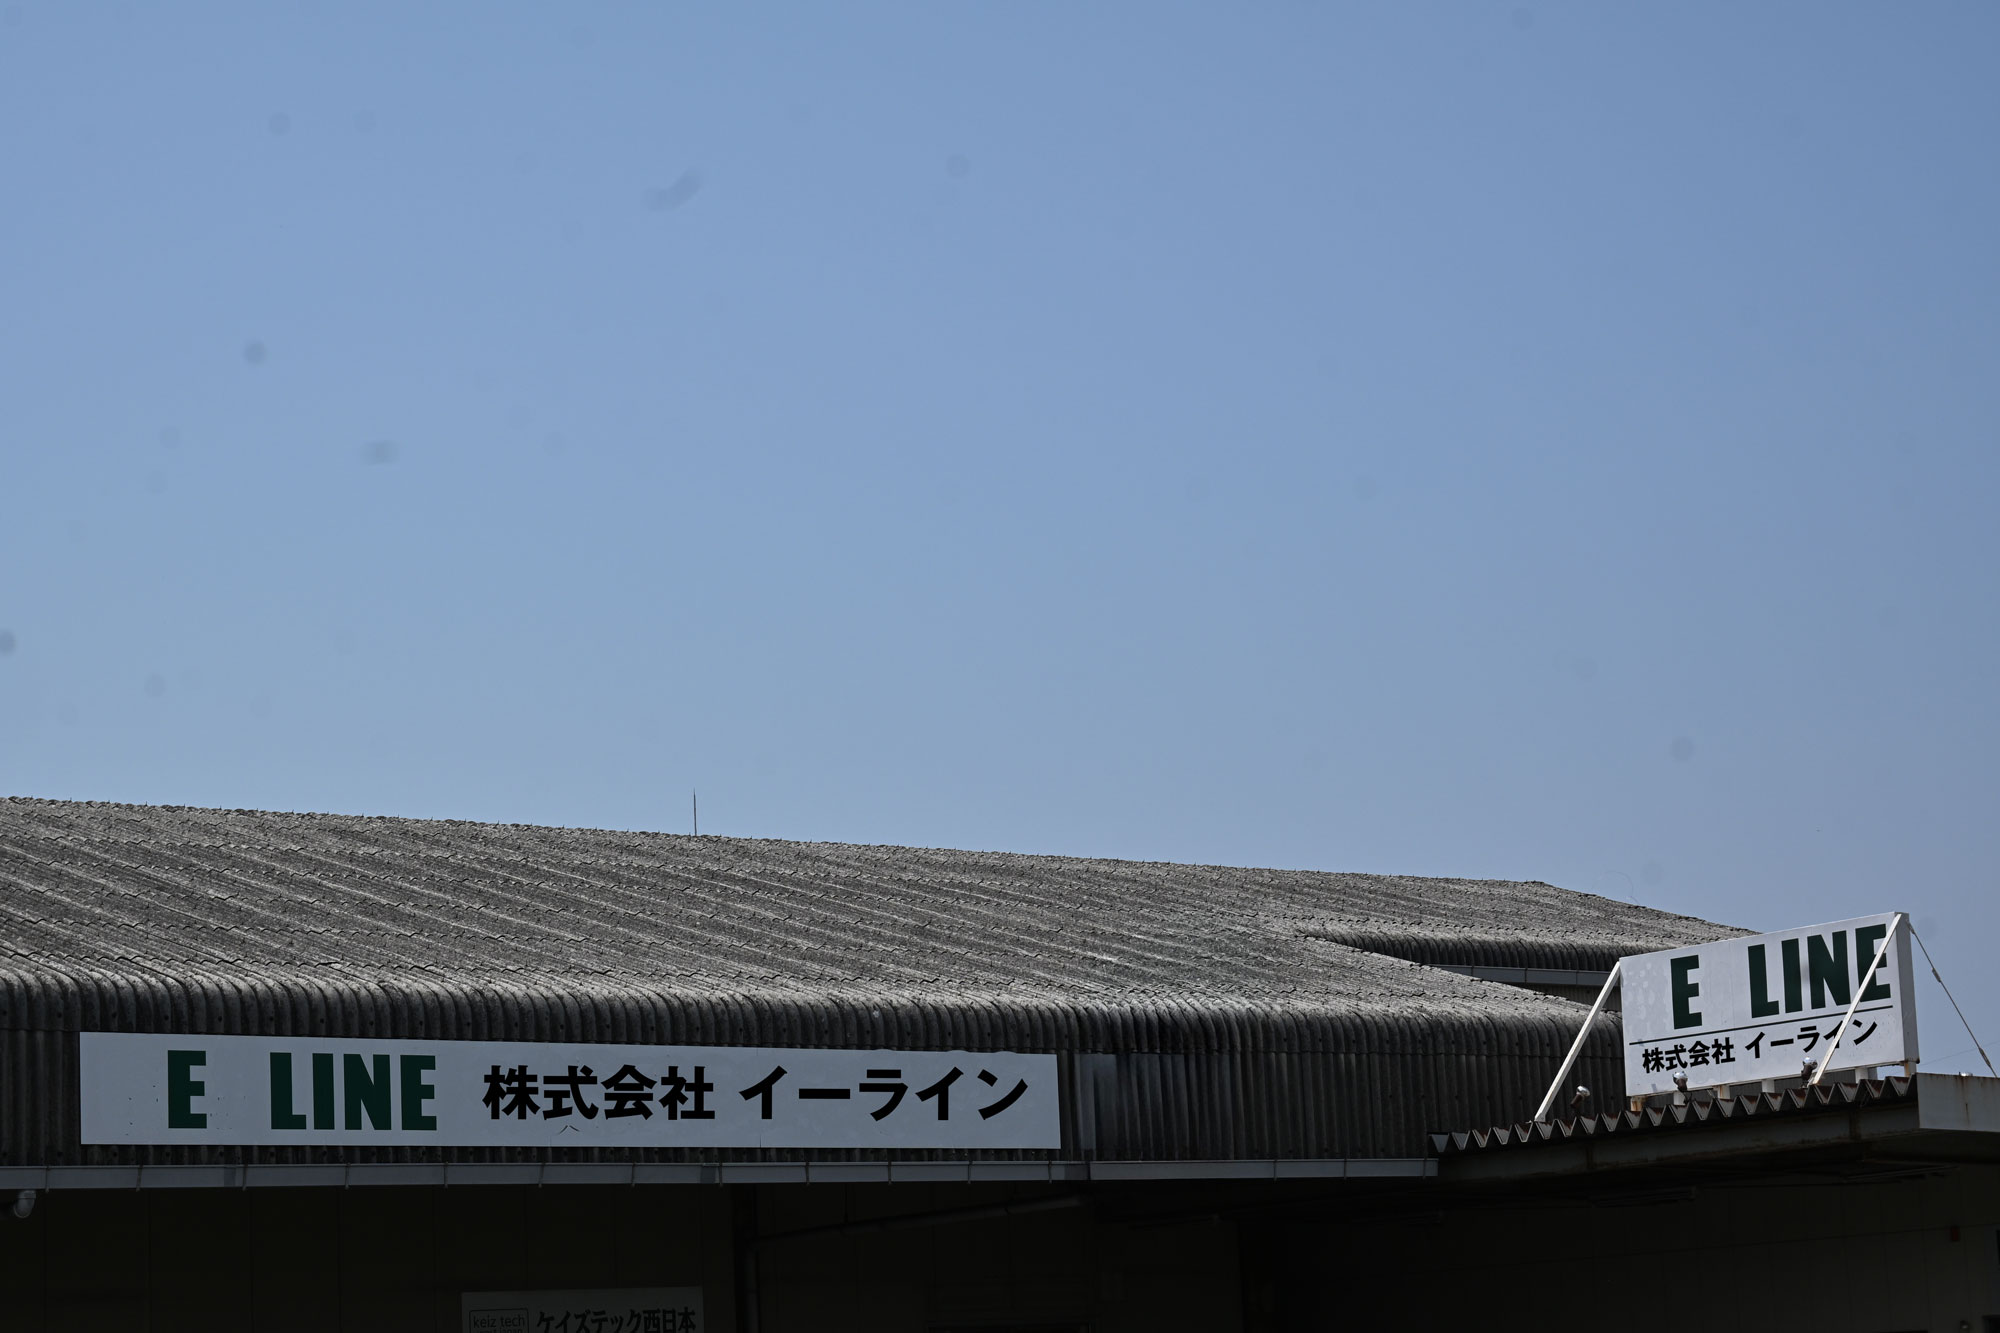 E LINE 株式会社 イーライン
E LINE
株式会社 イーライン
keiz tech
ケイズテック西日本